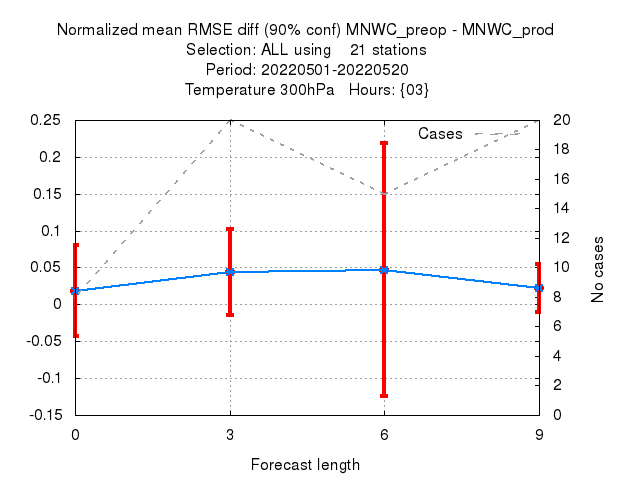 Normalized mean RMSE diff (90% conf) MNWC_preop - MNWC_prod
Selection: ALL using 21 stations
Period: 20220501-20220520
Temperature 300hPa Hours: {03}
Cases
0.25
0.2
0.15
0.1
0.05
0
-0.05
-0.1
-0.15
20
18
16
14
12
10
8
6
4
2
0
No cases
0 3 6 9
Forecast length